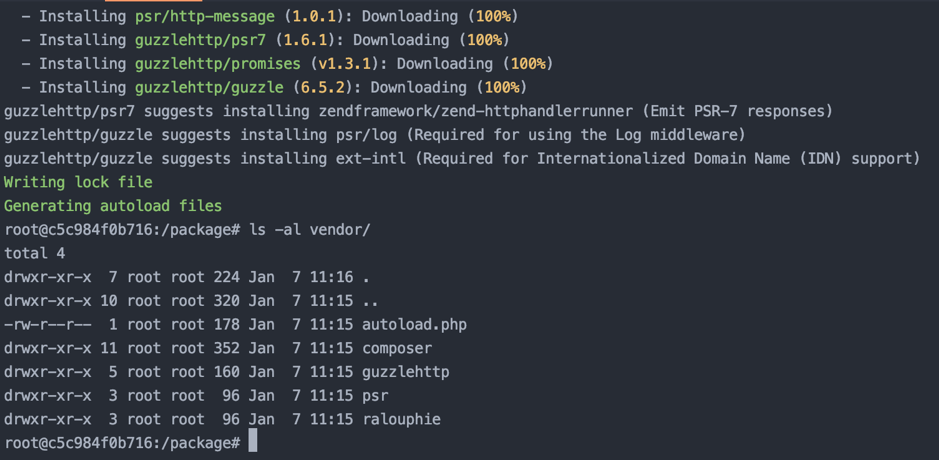 - Installing psr/http-message (1.0.1): Downloading (100%)
- Installing guzzlehttp/psr7 (1.6.1): Downloading (100%)
- Installing guzzlehttp/promises (v1.3.1): Downloading (100%)
- Installing guzzlehttp/guzzle (6.5.2): Downloading (100%)
guzzlehttp/psr7 suggests installing zendframework/zend-httphandlerrunner (Emit PSR-7 responses)
guzzlehttp/guzzle suggests installing psr/log (Required for using the Log middleware)
guzzlehttp/guzzle suggests installing ext-intl (Required for Internationalized Domain Name (IDN) support)
Writing lock file
Generating autoload files
root@c5c984f0b716:/package# ls -al vendor/
total 4
drwxr-xr-x  7 root root 224 Jan  7 11:16 .
drwxr-xr-x 10 root root 320 Jan  7 11:15 ..
-rw-r--r--  1 root root 178 Jan  7 11:15 autoload.php
drwxr-xr-x 11 root root 352 Jan  7 11:15 composer
drwxr-xr-x  5 root root 160 Jan  7 11:15 guzzlehttp
drwxr-xr-x  3 root root  96 Jan  7 11:15 psr
drwxr-xr-x  3 root root  96 Jan  7 11:15 ralouphie
root@c5c984f0b716:/package#